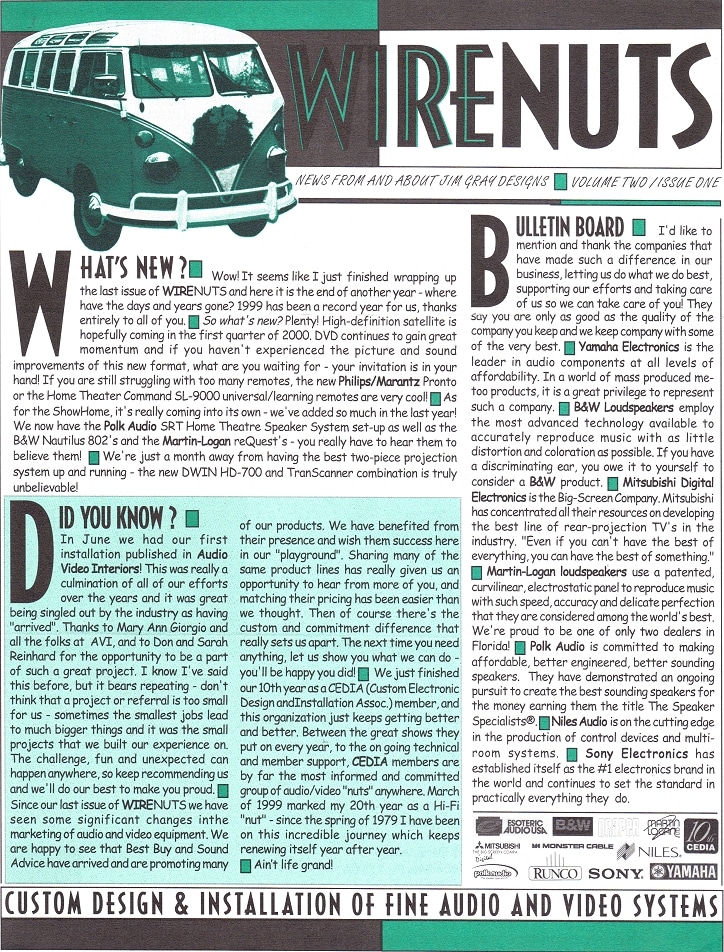 WIRENUTS
NEWS FROM AND ABOUT JIM GRAY DESIGNS VOLUME TWO / ISSUE ONE
WHAT'S NEW ? Wow! It seems like I just finished wrapping up
the last issue of WIRENUTS and here it is the end of another year - where
have the days and years gone? 1999 has been a record year for us, thanks
entirely to all of you. So what's new? Plenty! High-definition satellite is
hopefully coming in the first quarter of 2000. DVD continues to gain great
momentum and if you haven't experienced the picture and sound
improvements of this new format, what are you waiting for - your invitation is in your
hand! If you are still struggling with too many remotes, the new Philips/Marantz Pronto
or the Home Theater Command SL-9000 universal/learning remotes are very cool! As
for the ShowHome, it's really coming into its own - we've added so much in the last year!
We now have the Polk Audio SRT Home Theatre Speaker System set-up as well as the
B&W Nautilus 802's and the Martin-Logan reQuest's - you really have to hear them to
believe them! We're just a month away from having the best two-piece projection
system up and running - the new DWIN HD-700 and TranScanner combination is truly
unbelievable!
DID YOU KNOW ?
In June we had our first
installation published in Audio
Video Interiors! This was really a
culmination of all of our efforts
over the years and it was great
being singled out by the industry as having
"arrived". Thanks to Mary Ann Giorgio and
all the folks at AVI, and to Don and Sarah
Reinhard for the opportunity to be a part
of such a great project. I know I've said
this before, but it bears repeating - don't
think that a project or referral is too small
for us - sometimes the smallest jobs lead
to much bigger things and it was the small
projects that we built our experience on.
The challenge, fun and unexpected can
happen anywhere, so keep recommending us
and we'll do our best to make you proud.
Since our last issue of WIRENUTS we have
seen some significant changes inthe
marketing of audio and video equipment. We
are happy to see that Best Buy and Sound
Advice have arrived and are promoting many
of our products. We have benefited from
their presence and wish them success here
in our "playground". Sharing many of the
same product lines has really given us an
opportunity to hear from more of you, and
matching their pricing has been easier than
we thought. Then of course there's the
custom and commitment difference that
really sets us apart. The next time you need
anything, let us show you what we can do -
you'll be happy you did! We just finished
our 10th year as a CEDIA (Custom Electronic
Design andInstallation Assoc.) member, and
this organization just keeps getting better
and better. Between the great shows they
put on every year, to the on going technical
and member support, CEDIA members are
by far the most informed and committed
group of audio/video "nuts" anywhere. March
of 1999 marked my 20th year as a Hi-Fi
"nut" - since the spring of 1979 I have been
on this incredible journey which keeps
renewing itself year after year.
Ain't life grand!
BULLETIN BOARD I'd like to
mention and thank the companies that
have made such a difference in our
business, letting us do what we do best,
supporting our efforts and taking care
of us so we can take care of you! They
say you are only as good as the quality of the
company you keep and we keep company with some
of the very best. Yamaha Electronics is the
leader in audio components at all levels of
affordability. In a world of mass produced me-
too products, it is a great privilege to represent
such a company. B&W Loudspeakers employ
the most advanced technology available to
accurately reproduce music with as little
distortion and coloration as possible. If you have
a discriminating ear, you owe it to yourself to
consider a B&W product. Mitsubishi Digital
Electronics is the Big-Screen Company. Mitsubishi
has concentrated all their resources on developing
the best line of rear-projection TV's in the
industry. "Even if you can't have the best of
everything, you can have the best of something."
Martin-Logan loudspeakers use a patented,
curvilinear, electrostatic panel to reproduce music
with such speed, accuracy and delicate perfection
that they are considered among the world's best.
We're proud to be one of only two dealers in
Florida! Polk Audio is committed to making
affordable, better engineered, better sounding
speakers. They have demonstrated an ongoing
pursuit to create the best sounding speakers for
the money earning them the title The Speaker
Specialists®. Niles Audio is on the cutting edge
in the production of control devices and multi-
room systems. Sony Electronics has
established itself as the #1 electronics brand in
the world and continues to set the standard in
practically everything they do.
ESOTERIC AUDIO USA B&W DRAPER MARTIN LOGAN 10th CEDIA
MITSUBISHI MONSTER CABLE NILES
THE BIG SCREEN COMPANY
Digital
polkaudio RUNCO SONY YAMAHA
CUSTOM DESIGN & INSTALLATION OF FINE AUDIO AND VIDEO SYSTEMS